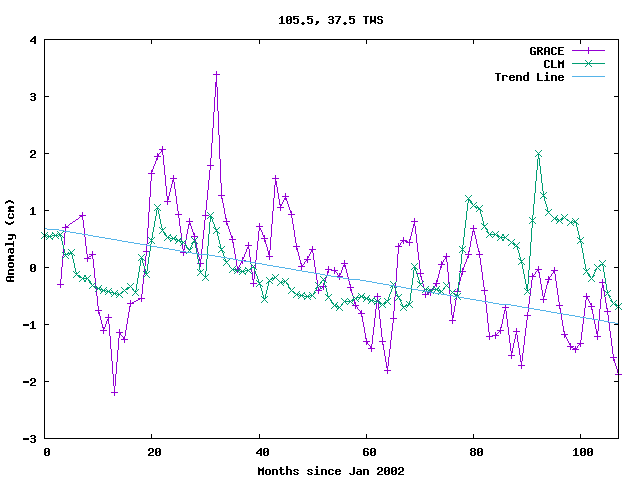 105.5, 37.5 TWS
GRACE
CLM
Trend Line
Anomaly (cm)
4
3
2
1
0
-1
-2
-3
0 20 40 60 80 100
Months since Jan 2002